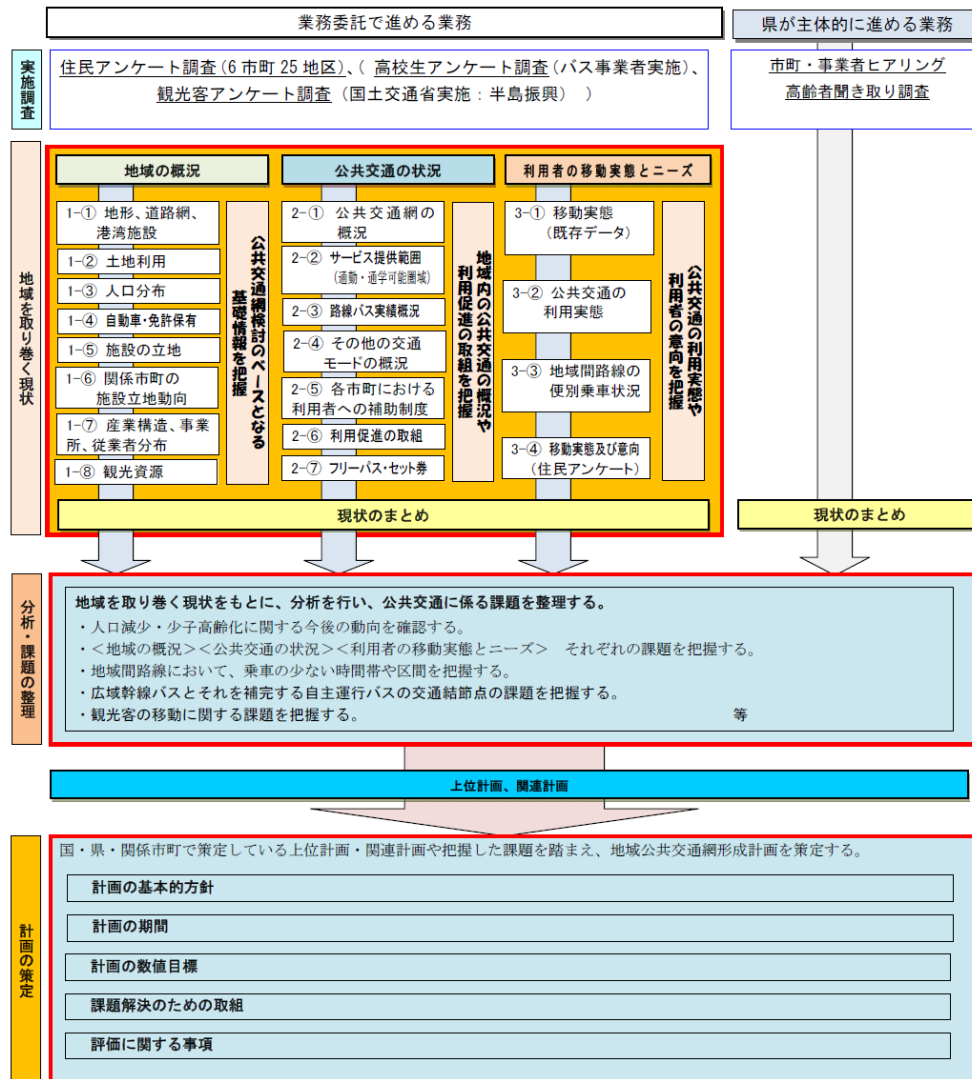 業務委託で進める業務
県が主体的に進める業務
実施調査
住民アンケート調査(6市町25地区)、( 高校生アンケート調査(バス事業者実施)、
観光客アンケート調査 (国土交通省実施:半島振興) )
市町・事業者ヒアリング
高齢者聞き取り調査
地域を取り巻く現状
地域の概況
1-① 地形、道路網、
港湾施設
1-② 土地利用
1-③ 人口分布
1-④ 自動車・免許保有
1-⑤ 施設の立地
1-⑥ 関係市町の
施設立地動向
1-⑦ 産業構造、事業
所、従業者分布
1-⑧ 観光資源
公共交通網検討のベースとなる
基礎情報を把握
公共交通の状況
2-① 公共交通網の
概況
2-② サービス提供範囲
(通勤・通学可能圏域)
2-③ 路線バス実績概況
2-④ その他の交通
モードの概況
2-⑤ 各市町における
利用者への補助制度
2-⑥ 利用促進の取組
2-⑦ フリーパス・セット券
地域内の公共交通の概況や
利用促進の取組を把握
利用者の移動実態とニーズ
3-① 移動実態
(既存データ)
3-② 公共交通の
利用実態
3-③ 地域間路線の
便別乗車状況
3-④ 移動実態及び意向
(住民アンケート)
公共交通の利用実態や
利用者の意向を把握
現状のまとめ
現状のまとめ
分析・課題の整理
地域を取り巻く現状をもとに、分析を行い、公共交通に係る課題を整理する。
・人口減少・少子高齢化に関する今後の動向を確認する。
・<地域の概況><公共交通の状況><利用者の移動実態とニーズ> それぞれの課題を把握する。
・地域間路線において、乗車の少ない時間帯や区間を把握する。
・広域幹線バスとそれを補完する自主運行バスの交通結節点の課題を把握する。
・観光客の移動に関する課題を把握する。 等
上位計画、関連計画
計画の策定
国・県・関係市町で策定している上位計画・関連計画や把握した課題を踏まえ、地域公共交通網形成計画を策定する。
計画の基本的方針
計画の期間
計画の数値目標
課題解決のための取組
評価に関する事項